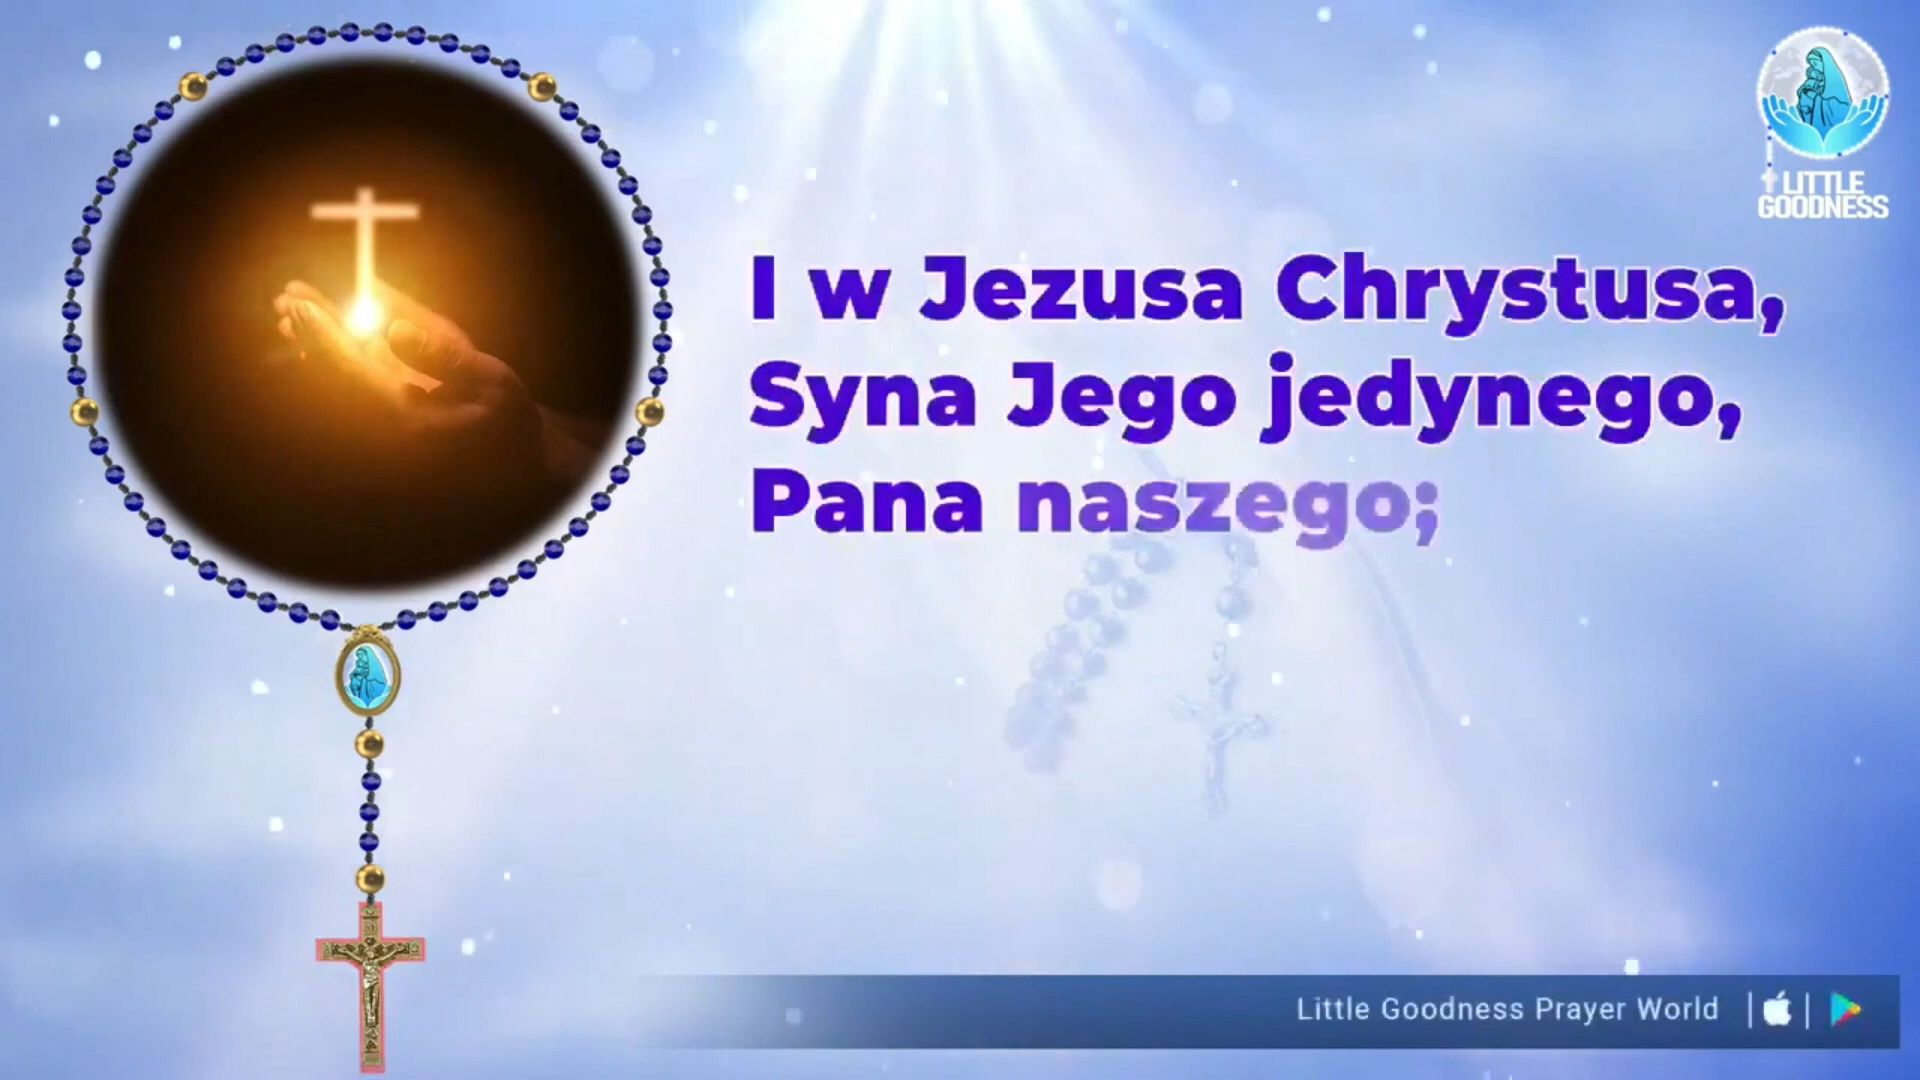 LITTLE
GOODNESS
I w Jezusa Chrystusa,
Syna Jego jedynego,
Pana naszego;
Little Goodness Prayer World